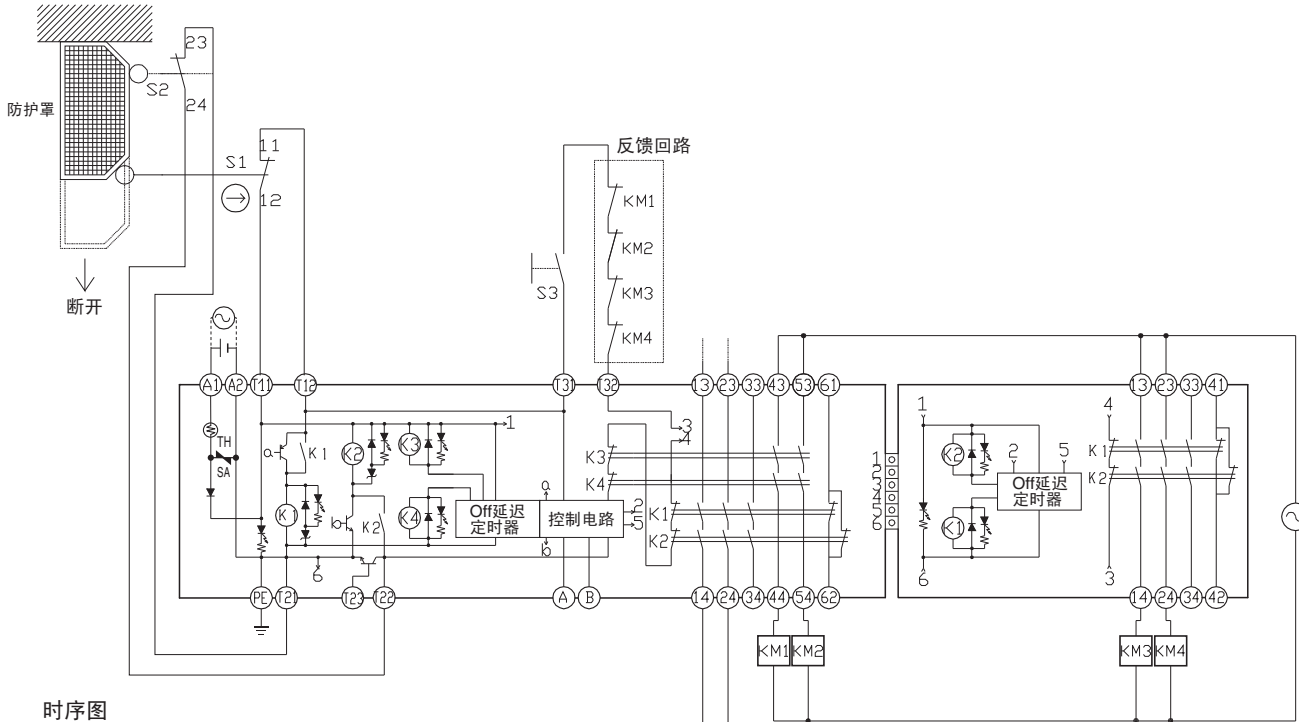 23
S2
24
防护罩
断开
S1
11
12
反馈回路
KM1
KM2
KM3
KM4
S3
A1 A2 T11 T12 T31 T32 13 23 33 43 53 61
13 23 33 41
TH
SA
a
K1
K2
K3
K1
b
K2
K4
Off延迟
定时器
控制电路
a
b
1
2
5
6
3
4
K3
K4
K1
K2
1
2
3
4
5
6
1
K2
2
5
Off延迟
定时器
K1
6
4
K1
K2
3
PE T21 T23 T22 A B 14 24 34 44 54 62
14 24 34 42
KM1 KM2
KM3 KM4
时序图